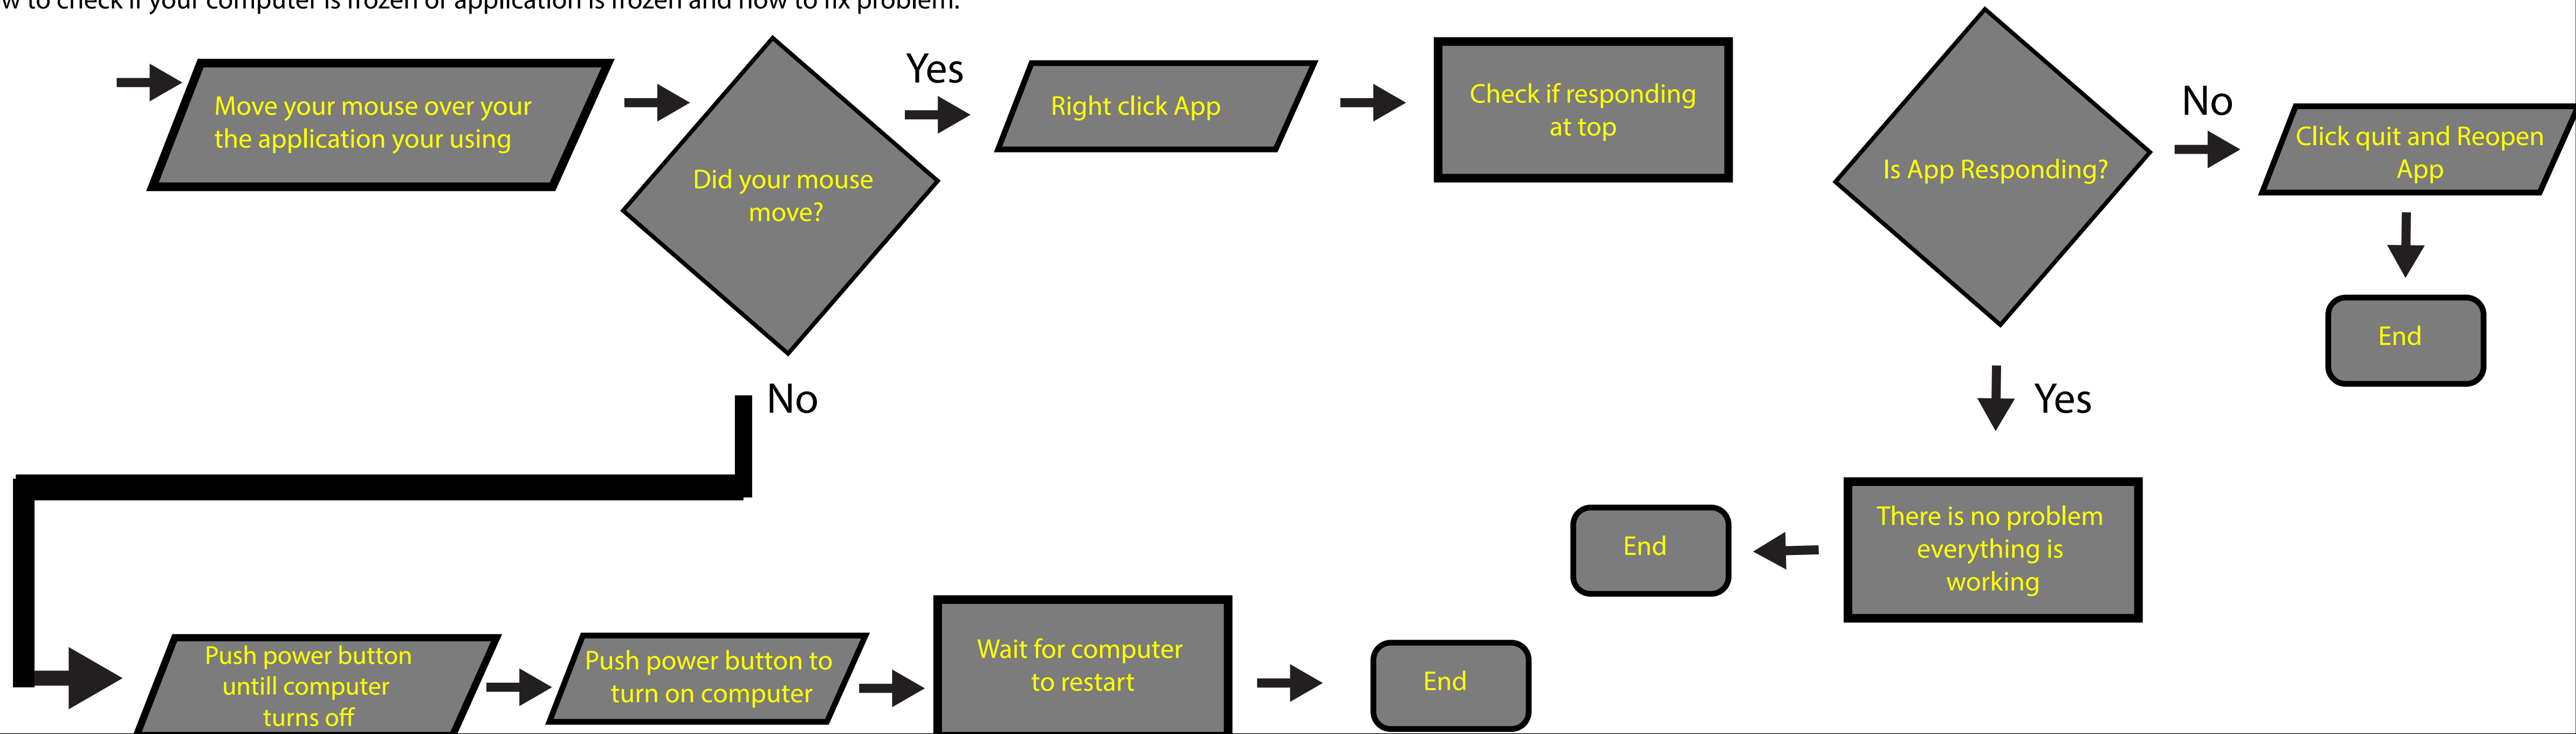 to check if your computer is frozen or application is frozen and how to fix problem.
Move your mouse over your
the application your using
Did your mouse
move?
Yes
Right click App
Check if responding
at top
Is App Responding?
No
Click quit and Reopen
App
End
Yes
There is no problem
everything is
working
End
No
Push power button
untill computer
turns off
Push power button to
turn on computer
Wait for computer
to restart
End